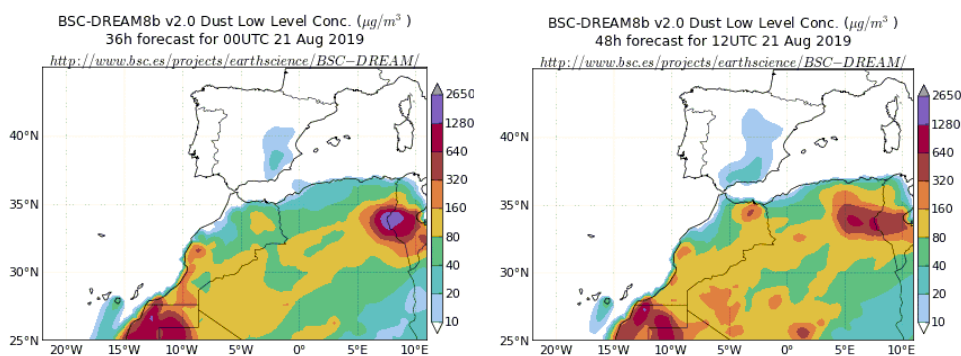 BSC-DREAM8b v2.0 Dust Low Level Conc. (μg/m³ )
36h forecast for 00UTC 21 Aug 2019
http://www.bsc.es/projects/earthscience/BSC−DREAM/
40°N
35°N
30°N
25°N
20°W
15°W
10°W
5°W
0°
5°E
10°E
2650
1280
640
320
160
80
40
20
10
BSC-DREAM8b v2.0 Dust Low Level Conc. (μg/m³ )
48h forecast for 12UTC 21 Aug 2019
http://www.bsc.es/projects/earthscience/BSC−DREAM/
40°N
35°N
30°N
25°N
20°W
15°W
10°W
5°W
0°
5°E
10°E
2650
1280
640
320
160
80
40
20
10